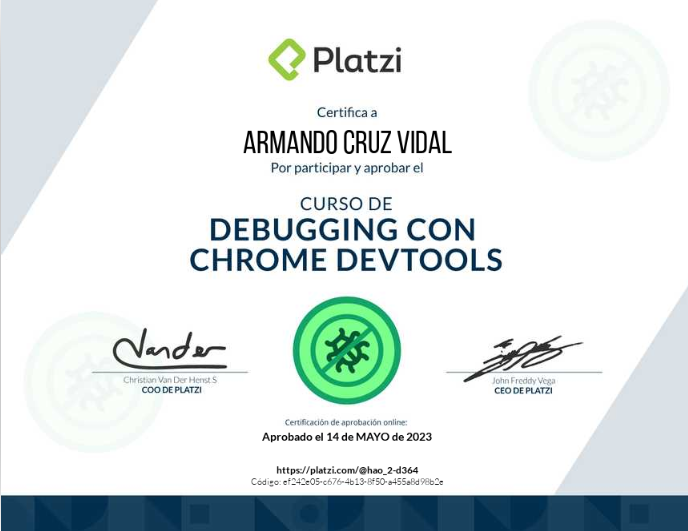 Platzi
Certifica a
ARMANDO CRUZ VIDAL
Por participar y aprobar el
CURSO DE
DEBUGGING CON
CHROME DEVTOOLS
Vander
Christian Van Der Henst S
COO DE PLATZI
John Freddy Vega
CEO DE PLATZI
Certificación de aprobación online:
Aprobado el 14 de MAYO de 2023
https://platzi.com/@hao_2-d364
Código: ef242e05-c676-4b13-8f50-a455a8d98b2e